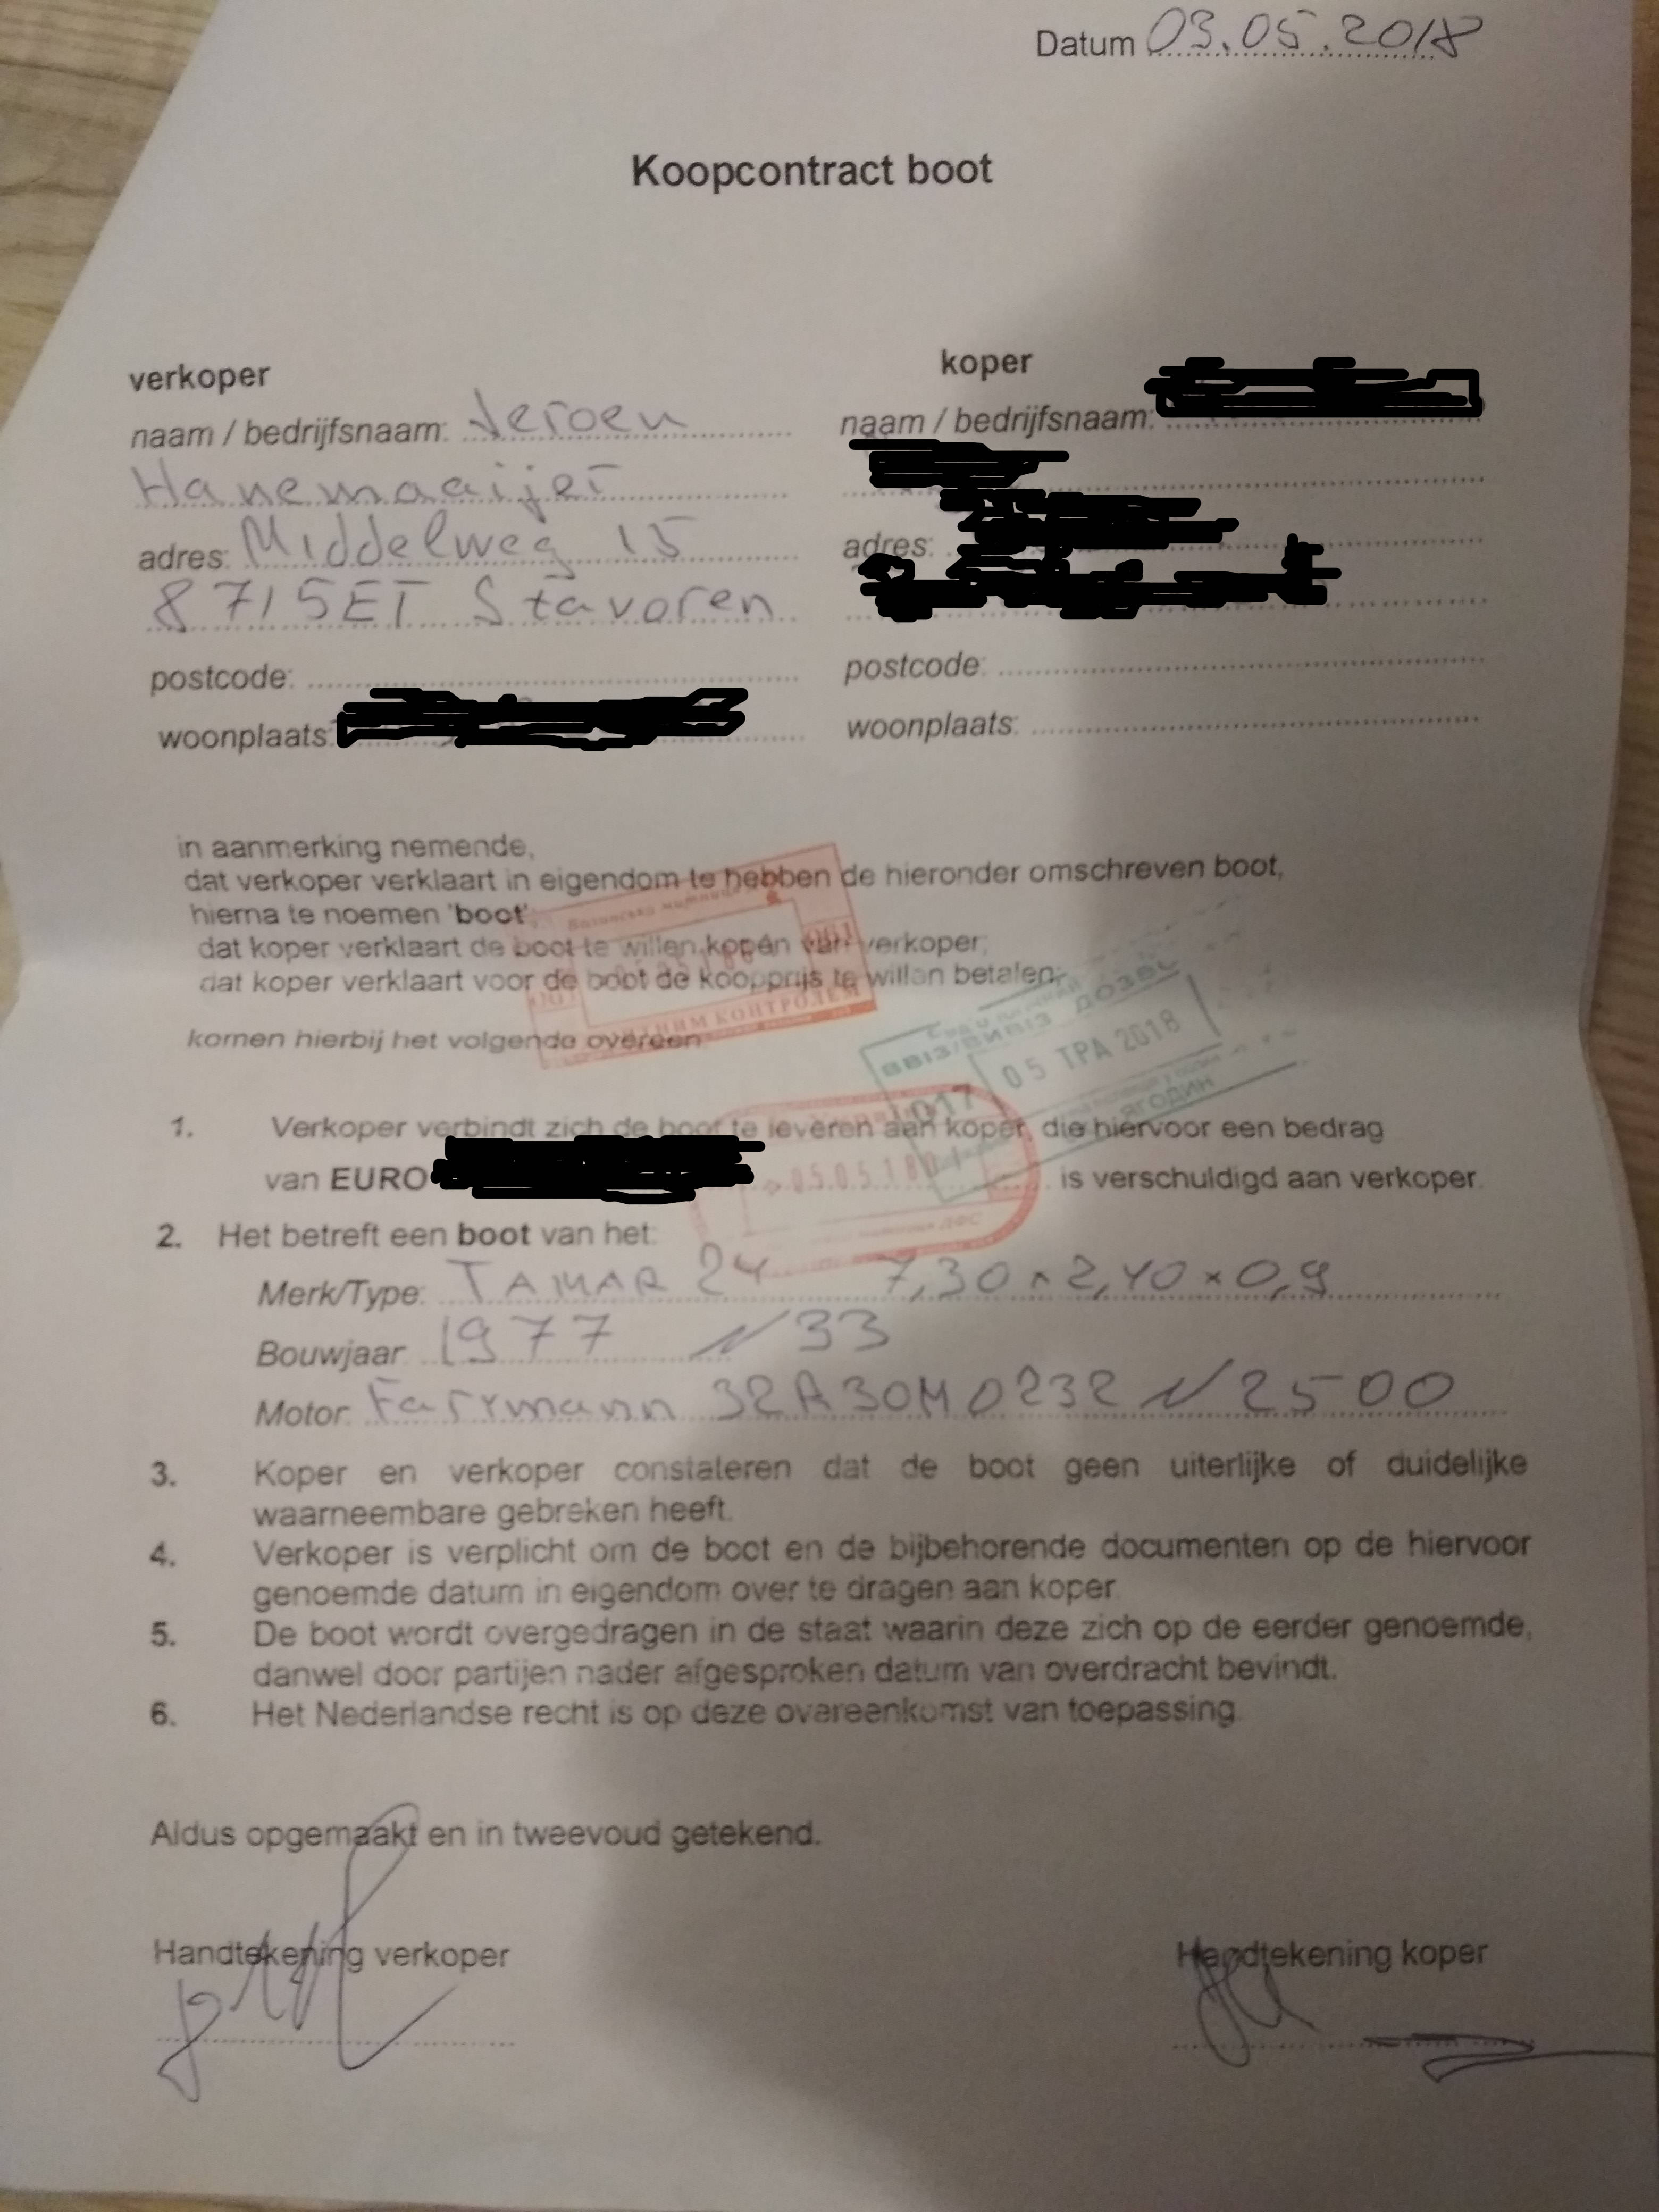 Datum 03.05.2018
Koopcontract boot
verkoper
naam / bedrijfsnaam: Jeroen
Hanemaaijer
adres: Middelweg 15
8715ET Stavoren
postcode:
woonplaats:
koper
naam / bedrijfsnaam:
adres:
postcode:
woonplaats:
in aanmerking nemende,
dat verkoper verklaart in eigendom te hebben de hieronder omschreven boot,
hierna te noemen 'boot',
dat koper verklaart de boot te willen kopen van verkoper;
dat koper verklaart voor de boot de koopprijs te willen betalen;
komen hierbij het volgende overeen
ВВІЗ/ВИВІЗ ДОЗВО
05 ТРА 2018
017
ЯГОДИН
05.05.18
1. Verkoper verbindt zich de boot te leveren aan koper, die hiervoor een bedrag
van EURO is verschuldigd aan verkoper.
2. Het betreft een boot van het:
Merk/Type: TAMAR 24 7,30 x 2,40 x 0,9
Bouwjaar 1977 N 33
Motor: Farymann 32A30M0232 N 2500
3. Koper en verkoper constateren dat de boot geen uiterlijke of duidelijke
waarneembare gebreken heeft.
4. Verkoper is verplicht om de boot en de bijbehorende documenten op de hiervoor
genoemde datum in eigendom over te dragen aan koper.
5. De boot wordt overgedragen in de staat waarin deze zich op de eerder genoemde,
danwel door partijen nader afgesproken datum van overdracht bevindt.
6. Het Nederlandse recht is op deze overeenkomst van toepassing.
Aldus opgemaakt en in tweevoud getekend.
Handtekening verkoper
Handtekening koper